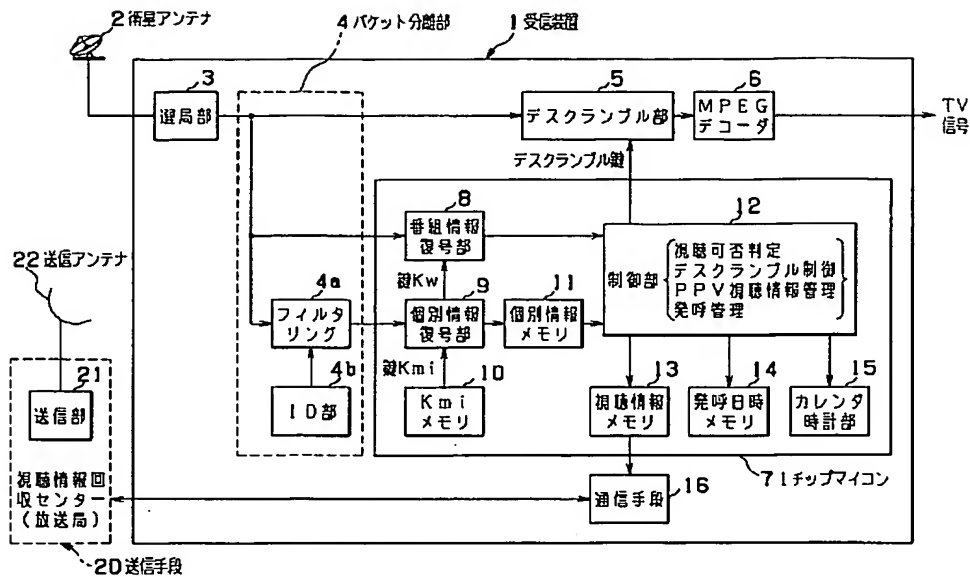 2 衛星アンテナ
4 パケット分離部
1 受信装置
3
選局部
5
デスクランブル部
6
MPEG
デコーダ
TV
信号
デスクランブル鍵
8
番組情報
復号部
12
制御部
視聴可否判定
デスクランブル制御
PPV視聴情報管理
発呼管理
22 送信アンテナ
鍵Kw
4a
フィルタ
リング
9
個別情報
復号部
11
個別情報
メモリ
鍵Kmi
21
送信部
4b
ID部
10
Kmi
メモリ
13
視聴情報
メモリ
14
発呼日時
メモリ
15
カレンダ
時計部
71チップマイコン
視聴情報回
収センター
(放送局)
通信手段
16
20 送信手段